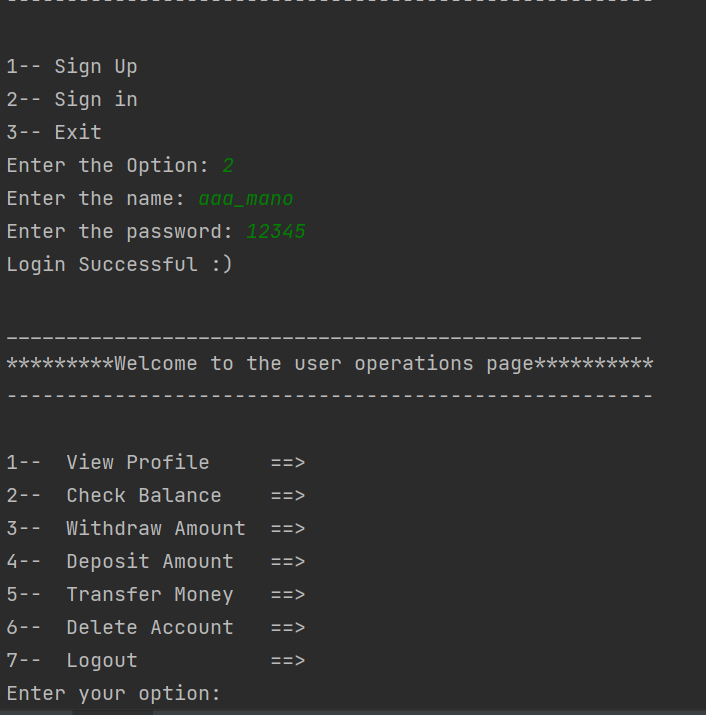 ------------------------------------------------------
1-- Sign Up
2-- Sign in
3-- Exit
Enter the Option: 2
Enter the name: aaa_mano
Enter the password: 12345
Login Successful :)
_____________________________________________________
*********Welcome to the user operations page**********
------------------------------------------------------
1--  View Profile     ==>
2--  Check Balance    ==>
3--  Withdraw Amount  ==>
4--  Deposit Amount   ==>
5--  Transfer Money   ==>
6--  Delete Account   ==>
7--  Logout           ==>
Enter your option: